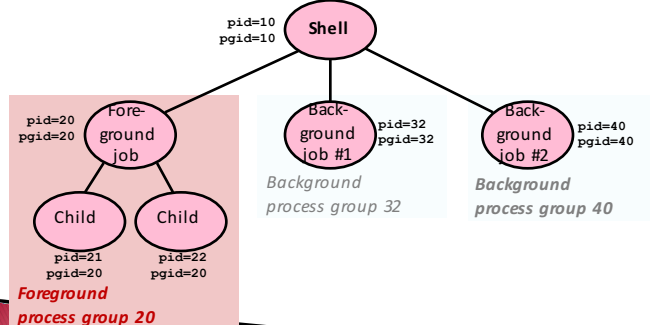 pid=10
pgid=10
Shell
pid=20
pgid=20
Fore-
ground
job
Back-
ground
job #1
pid=32
pgid=32
Back-
ground
job #2
pid=40
pgid=40
Background
process group 32
Background
process group 40
Child
Child
pid=21
pgid=20
pid=22
pgid=20
Foreground
process group 20